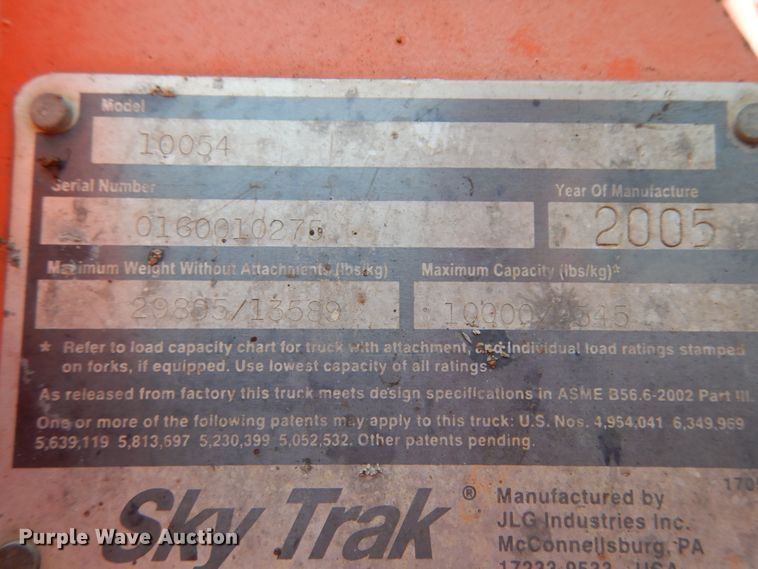 Model
10054
Serial Number
Year Of Manufacture
0160010275
2005
Maximum Weight Without Attachments (lbs/kg)
Maximum Capacity (lbs/kg)*
* Refer to load capacity chart for truck with attachment, and individual load ratings stamped
on forks, if equipped. Use lowest capacity of all ratings
As released from factory this truck meets design specifications in ASME B56.6-2002 Part III.
One or more of the following patents may apply to this truck: U.S. Nos. 4,954,041 6,349,969
5,639,119 5,813,697 5,230,399 5,052,532. Other patents pending.
Sky Trak®
Manufactured by
JLG Industries Inc.
McConnellsburg, PA
17233-0533 USA
Purple Wave Auction